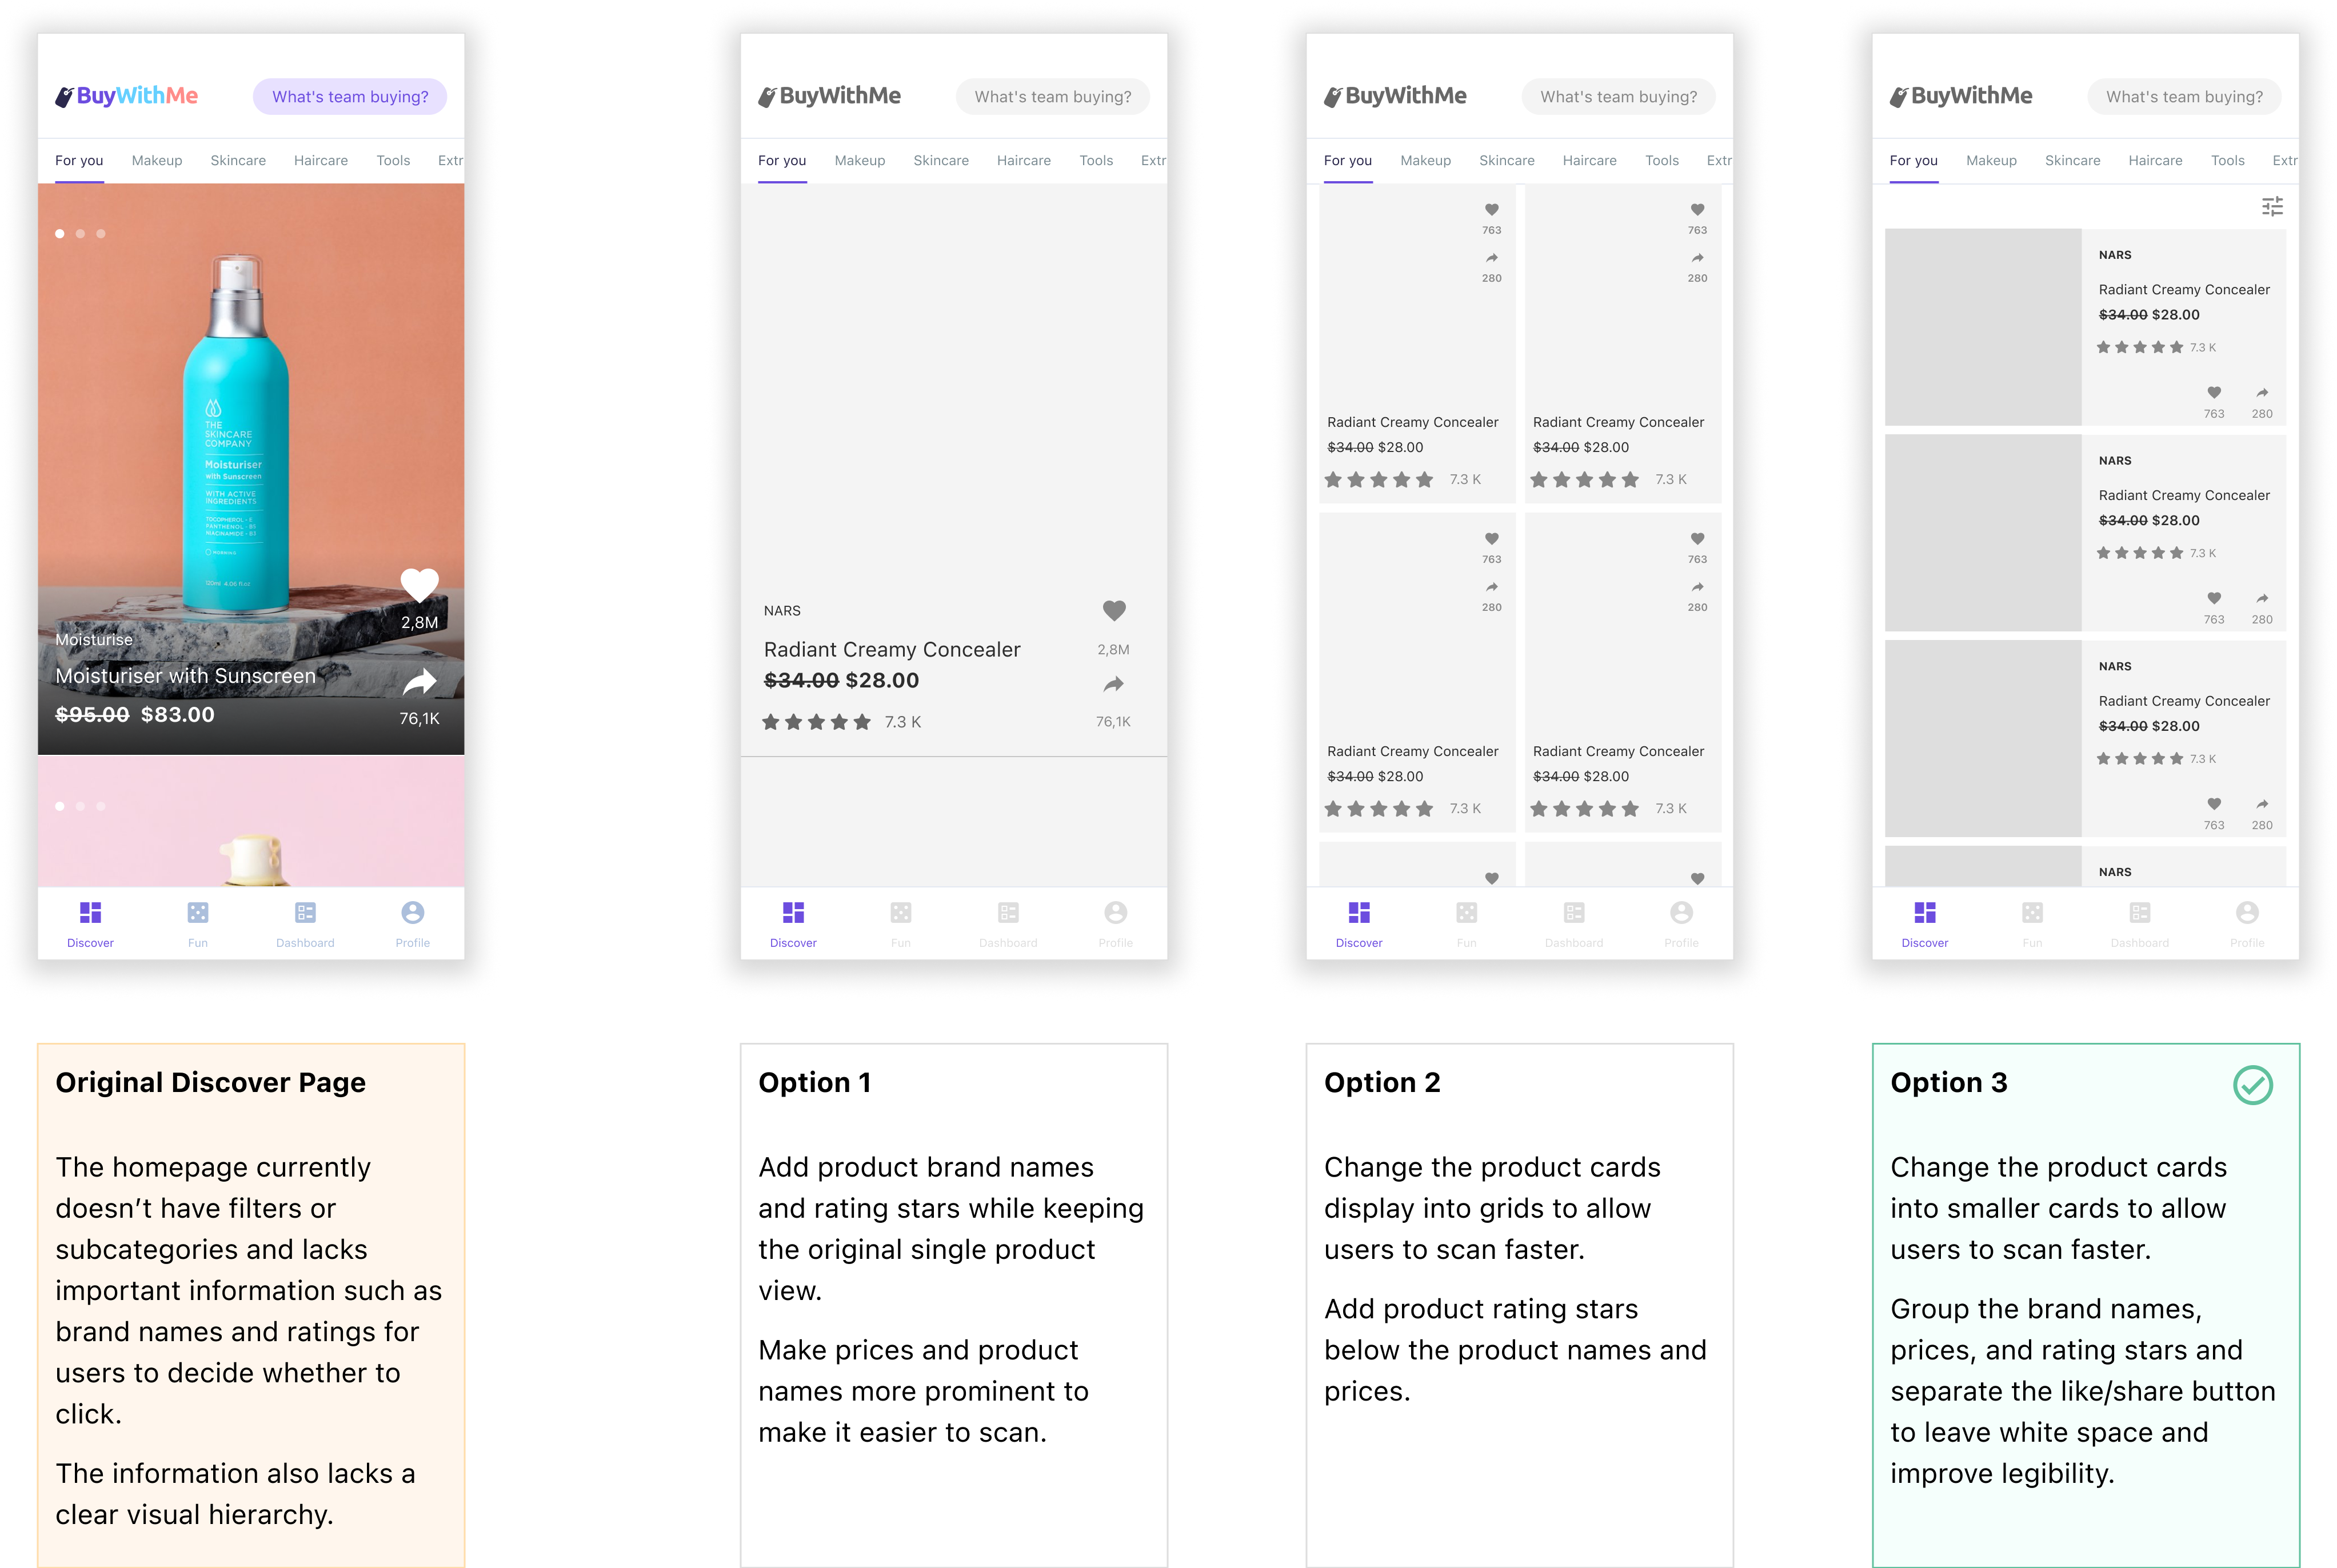 BuyWithMe
What's team buying?
For you Makeup Skincare Haircare Tools Extr
THE
SKINCARE
COMPANY
Moisturiser
with Sunscreen
WITH ACTIVE
INGREDIENTS
TOCOPHEROL - E
PANTHENOL - B5
NIACINAMIDE - B3
120ml 4.06 fl.oz
2,8M
Moisturise
Moisturiser with Sunscreen
$95.00 $83.00
76,1K
Discover Fun Dashboard Profile
BuyWithMe
What's team buying?
For you Makeup Skincare Haircare Tools Extr
NARS
Radiant Creamy Concealer
2,8M
$34.00 $28.00
7.3 K
76,1K
Discover Fun Dashboard Profile
BuyWithMe
What's team buying?
For you Makeup Skincare Haircare Tools Extr
763
280
Radiant Creamy Concealer
$34.00 $28.00
7.3 K
763
280
Radiant Creamy Concealer
$34.00 $28.00
7.3 K
763
280
Radiant Creamy Concealer
$34.00 $28.00
7.3 K
763
280
Radiant Creamy Concealer
$34.00 $28.00
7.3 K
Discover Fun Dashboard Profile
BuyWithMe
What's team buying?
For you Makeup Skincare Haircare Tools Extr
NARS
Radiant Creamy Concealer
$34.00 $28.00
7.3 K
763 280
NARS
Radiant Creamy Concealer
$34.00 $28.00
7.3 K
763 280
NARS
Radiant Creamy Concealer
$34.00 $28.00
7.3 K
763 280
NARS
Discover Fun Dashboard Profile
Original Discover Page
The homepage currently
doesn’t have filters or
subcategories and lacks
important information such as
brand names and ratings for
users to decide whether to
click.
The information also lacks a
clear visual hierarchy.
Option 1
Add product brand names
and rating stars while keeping
the original single product
view.
Make prices and product
names more prominent to
make it easier to scan.
Option 2
Change the product cards
display into grids to allow
users to scan faster.
Add product rating stars
below the product names and
prices.
Option 3
Change the product cards
into smaller cards to allow
users to scan faster.
Group the brand names,
prices, and rating stars and
separate the like/share button
to leave white space and
improve legibility.